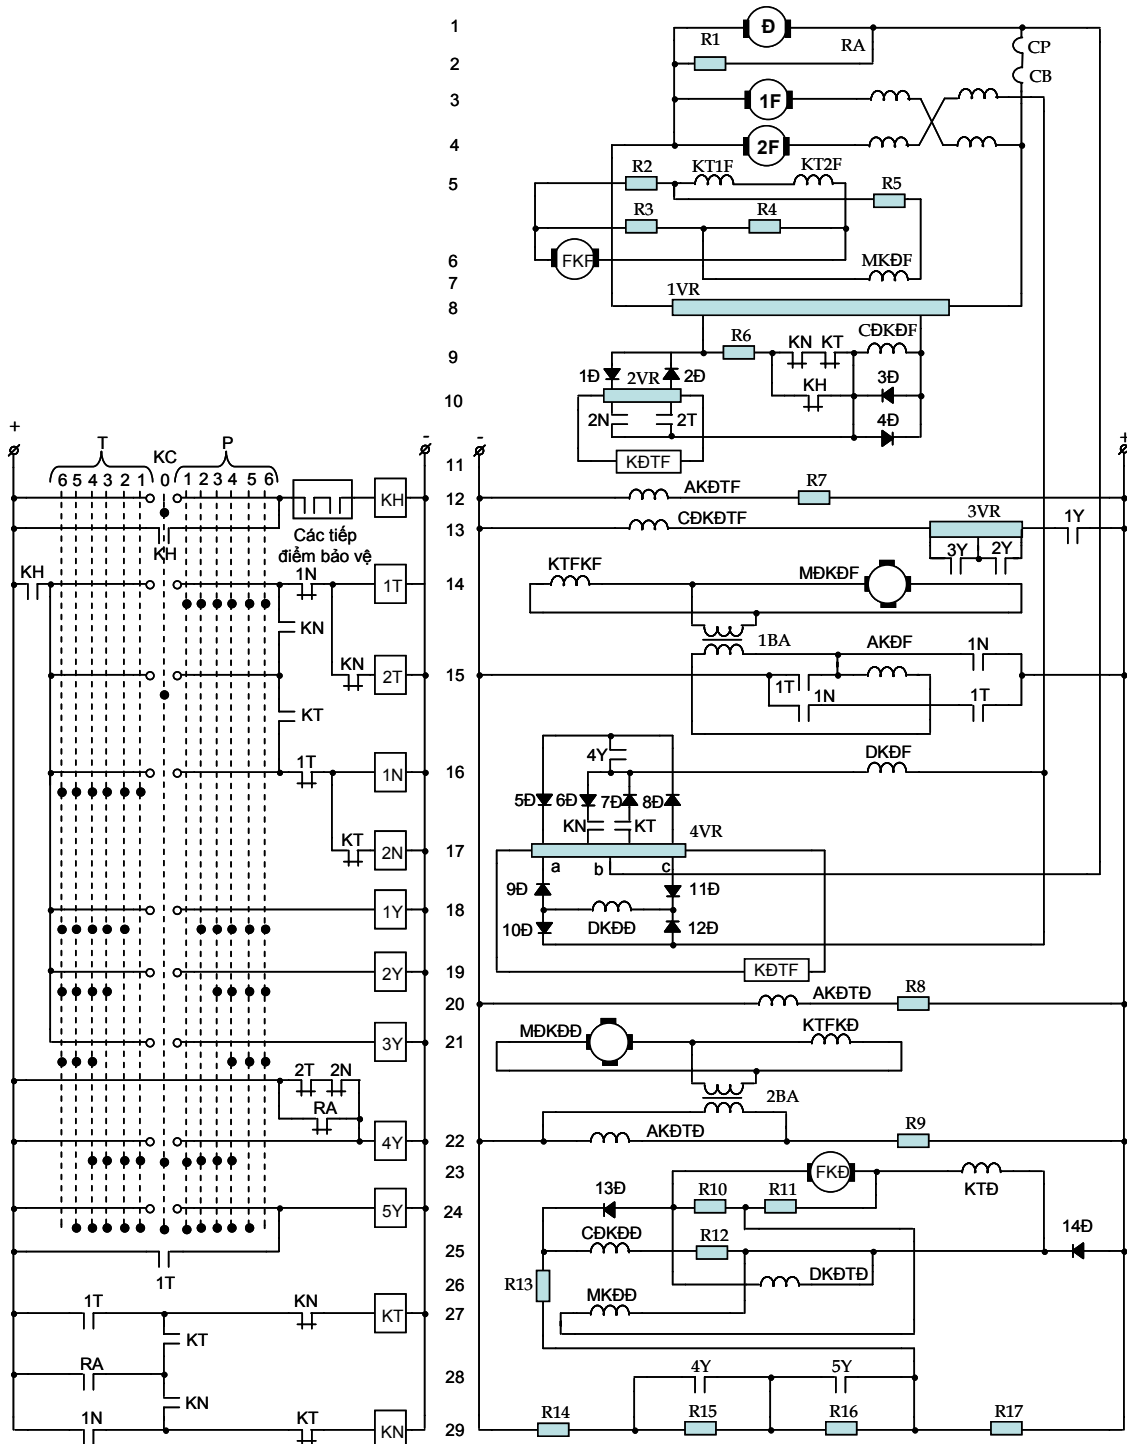 1 Đ
RA
CP
2 R1
CB
3 1F
4 2F
5 R2 KT1F KT2F
R5
R3 R4
6 FKF
MKĐF
7
1VR
8
CĐKĐF
9 R6 KN KT
1Đ 2VR 2Đ 3Đ
10 KH
2N 2T 4Đ
+ - - +
T KC P
11 KĐTF
6 5 4 3 2 1 0 1 2 3 4 5 6
KH 12 AKĐTF R7
13 CĐKĐTF 3VR 1Y
KH
Các tiếp
điểm bảo vệ
3Y 2Y
KH 1N 1T 14 KTFKF MĐKĐF
KN
1BA AKĐF 1N
KN 2T 15
1T 1N 1T
KT
4Y DKĐF
1T 1N 16
5Đ 6Đ 7Đ 8Đ
KN KT 4VR
KT 2N 17
a b c
9Đ 11Đ
1Y 18
10Đ DKĐĐ 12Đ
2Y 19 KĐTF
20 AKĐTĐ R8
3Y 21 MĐKĐĐ KTFKĐ
2T 2N
2BA
RA
4Y 22 AKĐTĐ R9
23 FKĐ
KTĐ
13Đ R10 R11
5Y 24
CĐKĐĐ R12 14Đ
25
1T
26 R13 DKĐTĐ
MKĐĐ
1T KN KT 27
KT
RA 28 4Y 5Y
KN
1N KT KN 29 R14 R15 R16 R17